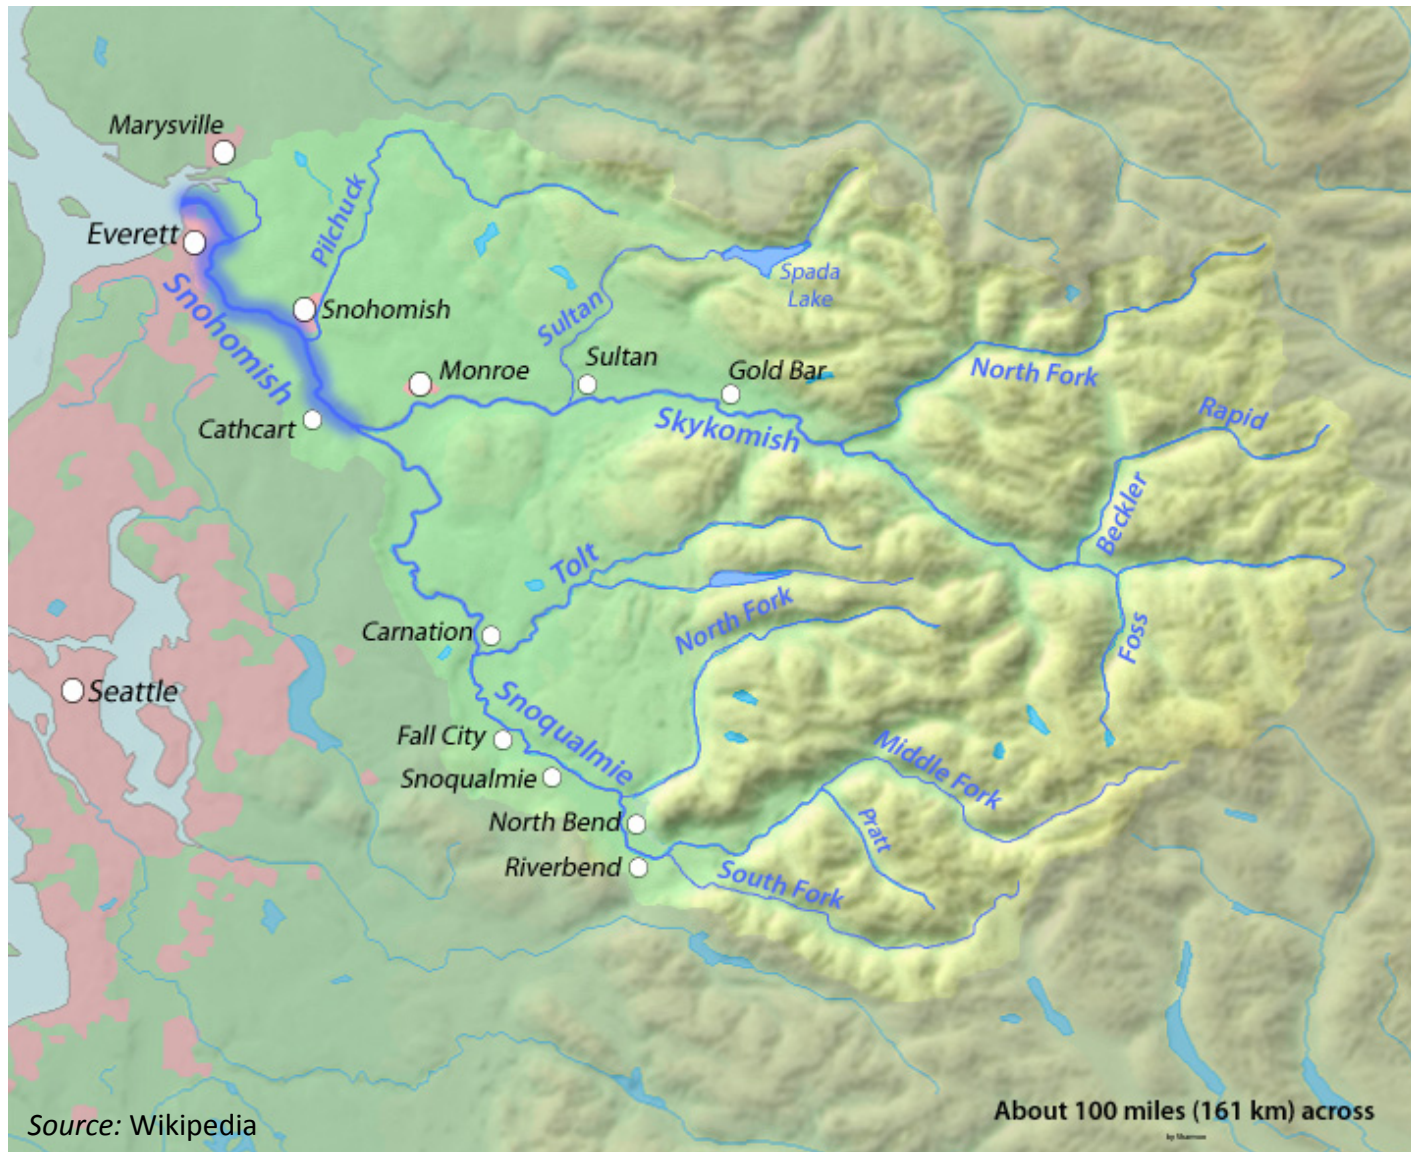 Marysville
Everett
Pilchuck
Snohomish
Snohomish
Spada
Lake
Sultan
Sultan
Monroe
Gold Bar
North Fork
Cathcart
Skykomish
Rapid
Beckler
Tolt
Carnation
North Fork
Foss
Seattle
Snoqualmie
Fall City
Snoqualmie
Middle Fork
North Bend
Pratt
Riverbend
South Fork
About 100 miles (161 km) across
Source: Wikipedia